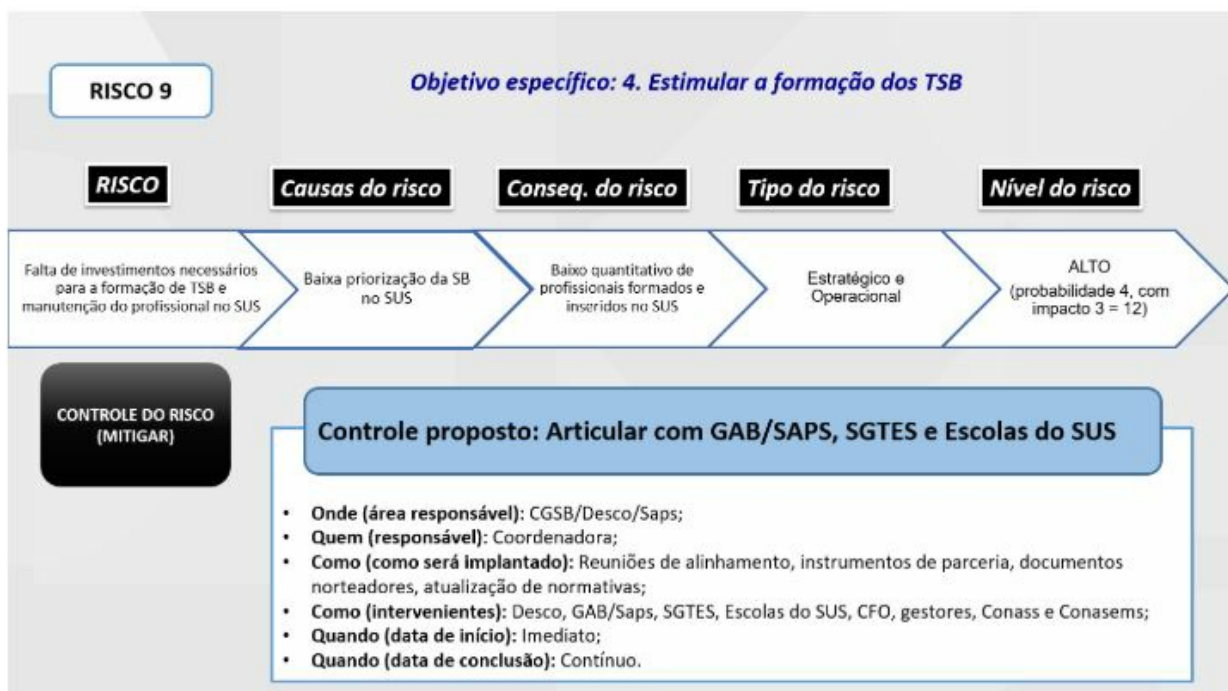 RISCO 9
Objetivo específico: 4. Estimular a formação dos TSB
RISCO
Causas do risco
Conseq. do risco
Tipo do risco
Nível do risco
Falta de investimentos necessários
para a formação de TSB e
manutenção do profissional no SUS
Baixa priorização da SB
no SUS
Baixo quantitativo de
profissionais formados e
inseridos no SUS
Estratégico e
Operacional
ALTO
(probabilidade 4, com
impacto 3 = 12)
CONTROLE DO RISCO
(MITIGAR)
Controle proposto: Articular com GAB/SAPS, SGTES e Escolas do SUS
• Onde (área responsável): CGSB/Desco/Saps;
• Quem (responsável): Coordenadora;
• Como (como será implantado): Reuniões de alinhamento, instrumentos de parceria, documentos
norteadores, atualização de normativas;
• Como (intervenientes): Desco, GAB/Saps, SGTES, Escolas do SUS, CFO, gestores, Conass e Conasems;
• Quando (data de início): Imediato;
• Quando (data de conclusão): Contínuo.